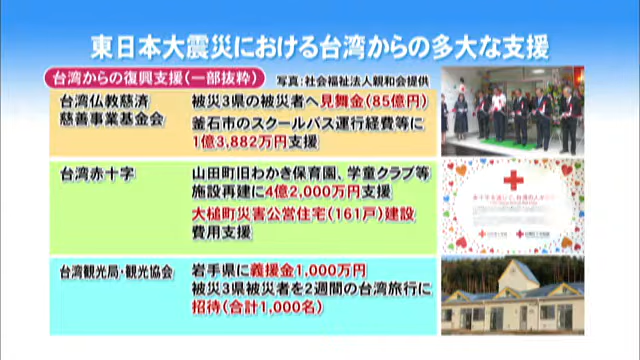 東日本大震災における台湾からの多大な支援
台湾からの復興支援（一部抜粋）
写真：社会福祉法人親和会提供
台湾仏教慈済
慈善事業基金会
被災3県の被災者へ見舞金（85億円）
釜石市のスクールバス運行経費等に
1億3,882万円支援
台湾赤十字
山田町旧わかき保育園、学童クラブ等
施設再建に4億2,000万円支援
大槌町災害公営住宅（161戸）建設
費用支援
台湾観光局・観光協会
岩手県に義援金1,000万円
被災3県被災者を2週間の台湾旅行に
招待（合計1,000名）